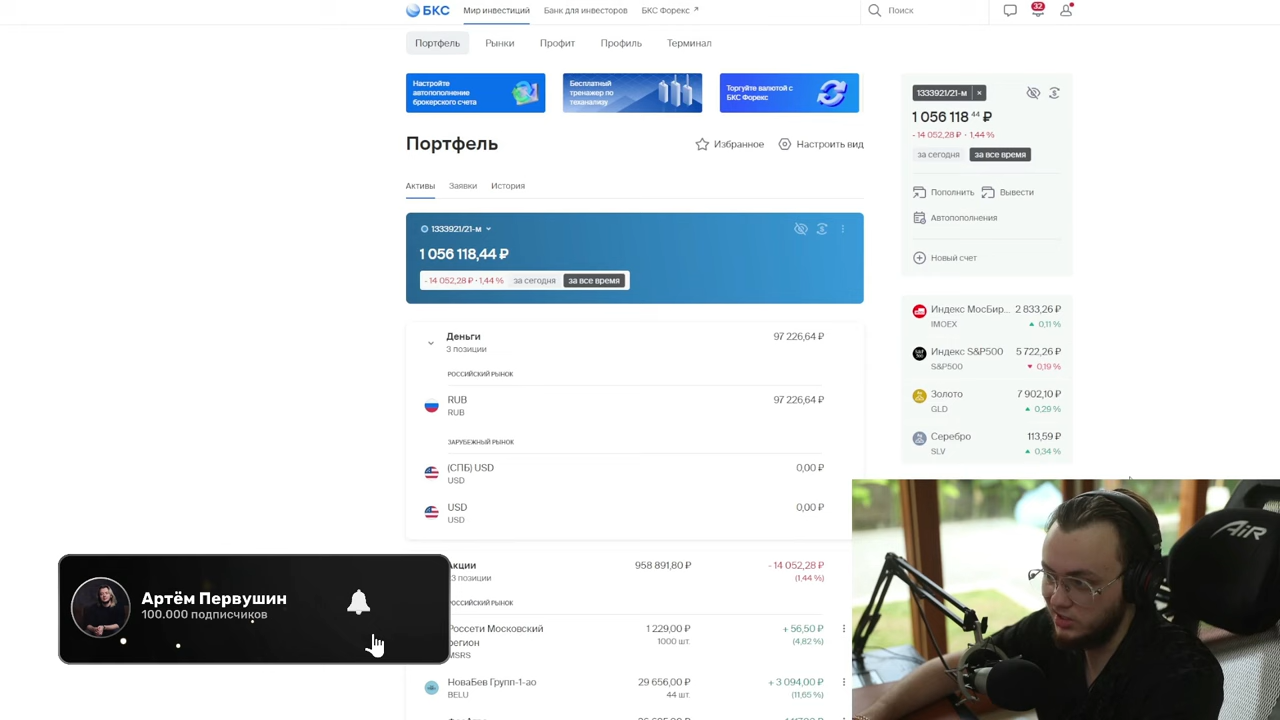 БКС
Мир инвестиций
Банк для инвесторов
БКС Форекс
Поиск
32
Портфель
Рынки
Профит
Профиль
Терминал
Настройте
автопополнение
брокерского счета
Бесплатный
тренажер по
теханализу
Торгуйте валютой с
БКС Форекс
Портфель
Избранное
Настроить вид
Активы
Заявки
История
1333921/21-м
1 056 118,44 ₽
- 14 052,28 ₽ · 1,44 %
за сегодня
за все время
Деньги
97 226,64 ₽
3 позиции
РОССИЙСКИЙ РЫНОК
RUB
97 226,64 ₽
RUB
ЗАРУБЕЖНЫЙ РЫНОК
(СПБ) USD
0,00 ₽
USD
USD
0,00 ₽
USD
Акции
958 891,80 ₽
- 14 052,28 ₽
3 позиции
(1,44 %)
РОССИЙСКИЙ РЫНОК
Россети Московский
регион
1 229,00 ₽
+ 56,50 ₽
1000 шт.
(4,82 %)
MSRS
НоваБев Групп-1-ао
29 656,00 ₽
+ 3 094,00 ₽
BELU
44 шт.
(11,65 %)
1333921/21-м ×
1 056 118 44 ₽
- 14 052,28 ₽ · 1,44 %
за сегодня
за все время
Пополнить
Вывести
Автопополнения
Новый счет
Индекс МосБир...
2 833,26 ₽
IMOEX
0,11 %
Индекс S&P500
5 722,26 ₽
S&P500
0,19 %
Золото
7 902,10 ₽
GLD
0,29 %
Серебро
113,59 ₽
SLV
0,34 %
Артём Первушин
100.000 подписчиков
AIR